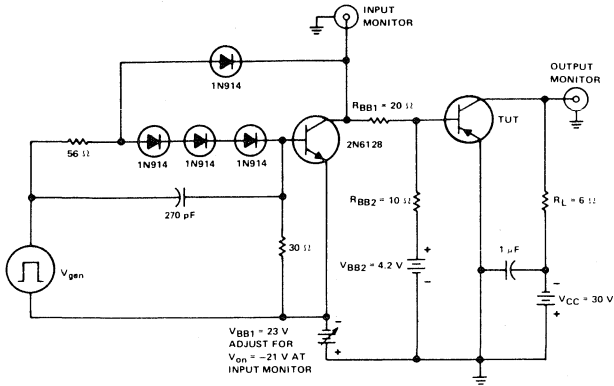 INPUT
MONITOR
1N914
OUTPUT
MONITOR
R_BB1 = 20 Ω
TUT
2N6128
56 Ω
1N914
1N914
1N914
R_BB2 = 10 Ω
R_L = 6 Ω
270 pF
30 Ω
1 μF
V_gen
+
V_BB2 = 4.2 V
−
−
V_CC = 30 V
+
V_BB1 = 23 V
ADJUST FOR
V_on = −21 V AT
INPUT MONITOR
−
+